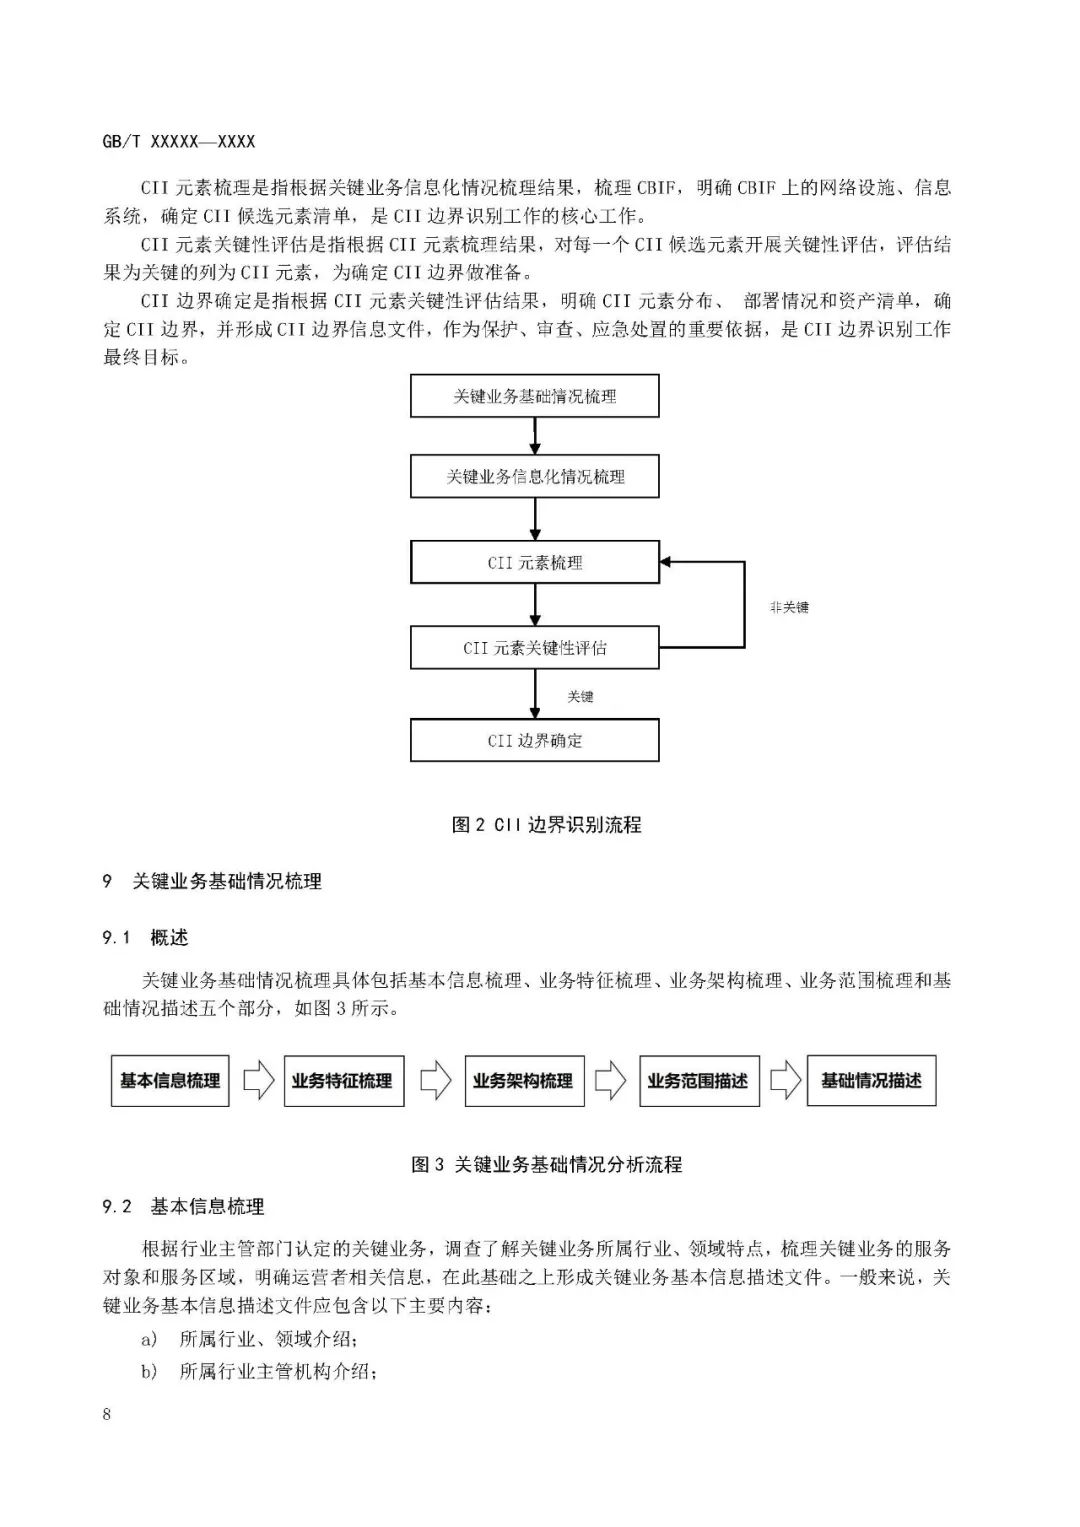 GB/T XXXXX—XXXX
CII 元素梳理是指根据关键业务信息化情况梳理结果，梳理 CBIF，明确 CBIF 上的网络设施、信息
系统，确定 CII 候选元素清单，是 CII 边界识别工作的核心工作。
CII 元素关键性评估是指根据 CII 元素梳理结果，对每一个 CII 候选元素开展关键性评估，评估结
果为关键的列为 CII 元素，为确定 CII 边界做准备。
CII 边界确定是指根据 CII 元素关键性评估结果，明确 CII 元素分布、 部署情况和资产清单，确
定 CII 边界，并形成 CII 边界信息文件，作为保护、审查、应急处置的重要依据，是 CII 边界识别工作
最终目标。
关键业务基础情况梳理
关键业务信息化情况梳理
CII 元素梳理
非关键
CII 元素关键性评估
关键
CII 边界确定
图 2 CII 边界识别流程
9 关键业务基础情况梳理
9.1 概述
关键业务基础情况梳理具体包括基本信息梳理、业务特征梳理、业务架构梳理、业务范围梳理和基
础情况描述五个部分，如图 3 所示。
基本信息梳理 业务特征梳理 业务架构梳理 业务范围描述 基础情况描述
图 3 关键业务基础情况分析流程
9.2 基本信息梳理
根据行业主管部门认定的关键业务，调查了解关键业务所属行业、领域特点，梳理关键业务的服务
对象和服务区域，明确运营者相关信息，在此基础之上形成关键业务基本信息描述文件。一般来说，关
键业务基本信息描述文件应包含以下主要内容：
a) 所属行业、领域介绍；
b) 所属行业主管机构介绍；
8